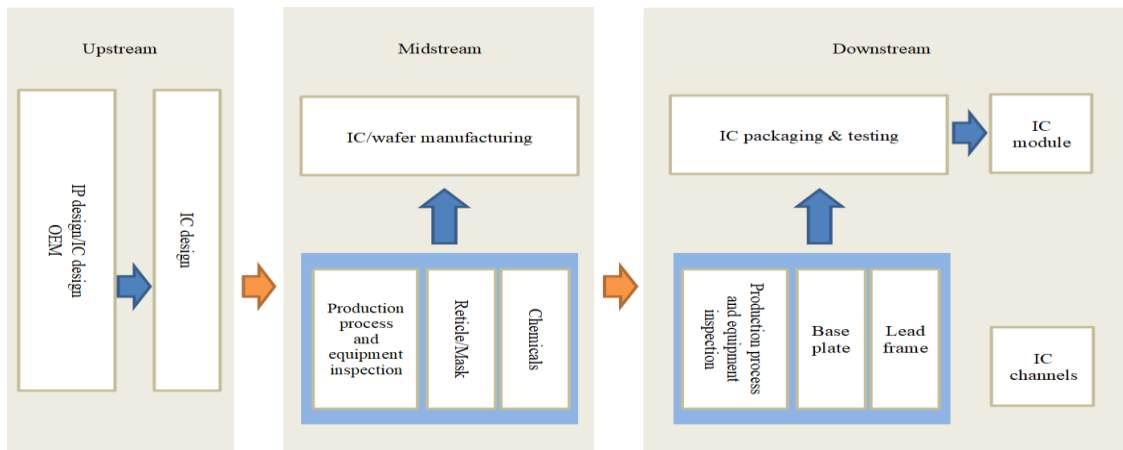 Upstream
IP design/IC design
OEM
IC design
Midstream
IC/wafer manufacturing
Production
process
and
equipment
inspection
Reticle/Mask
Chemicals
Downstream
IC packaging & testing
IC
module
Production process
and equipment
inspection
Base
plate
Lead
frame
IC
channels